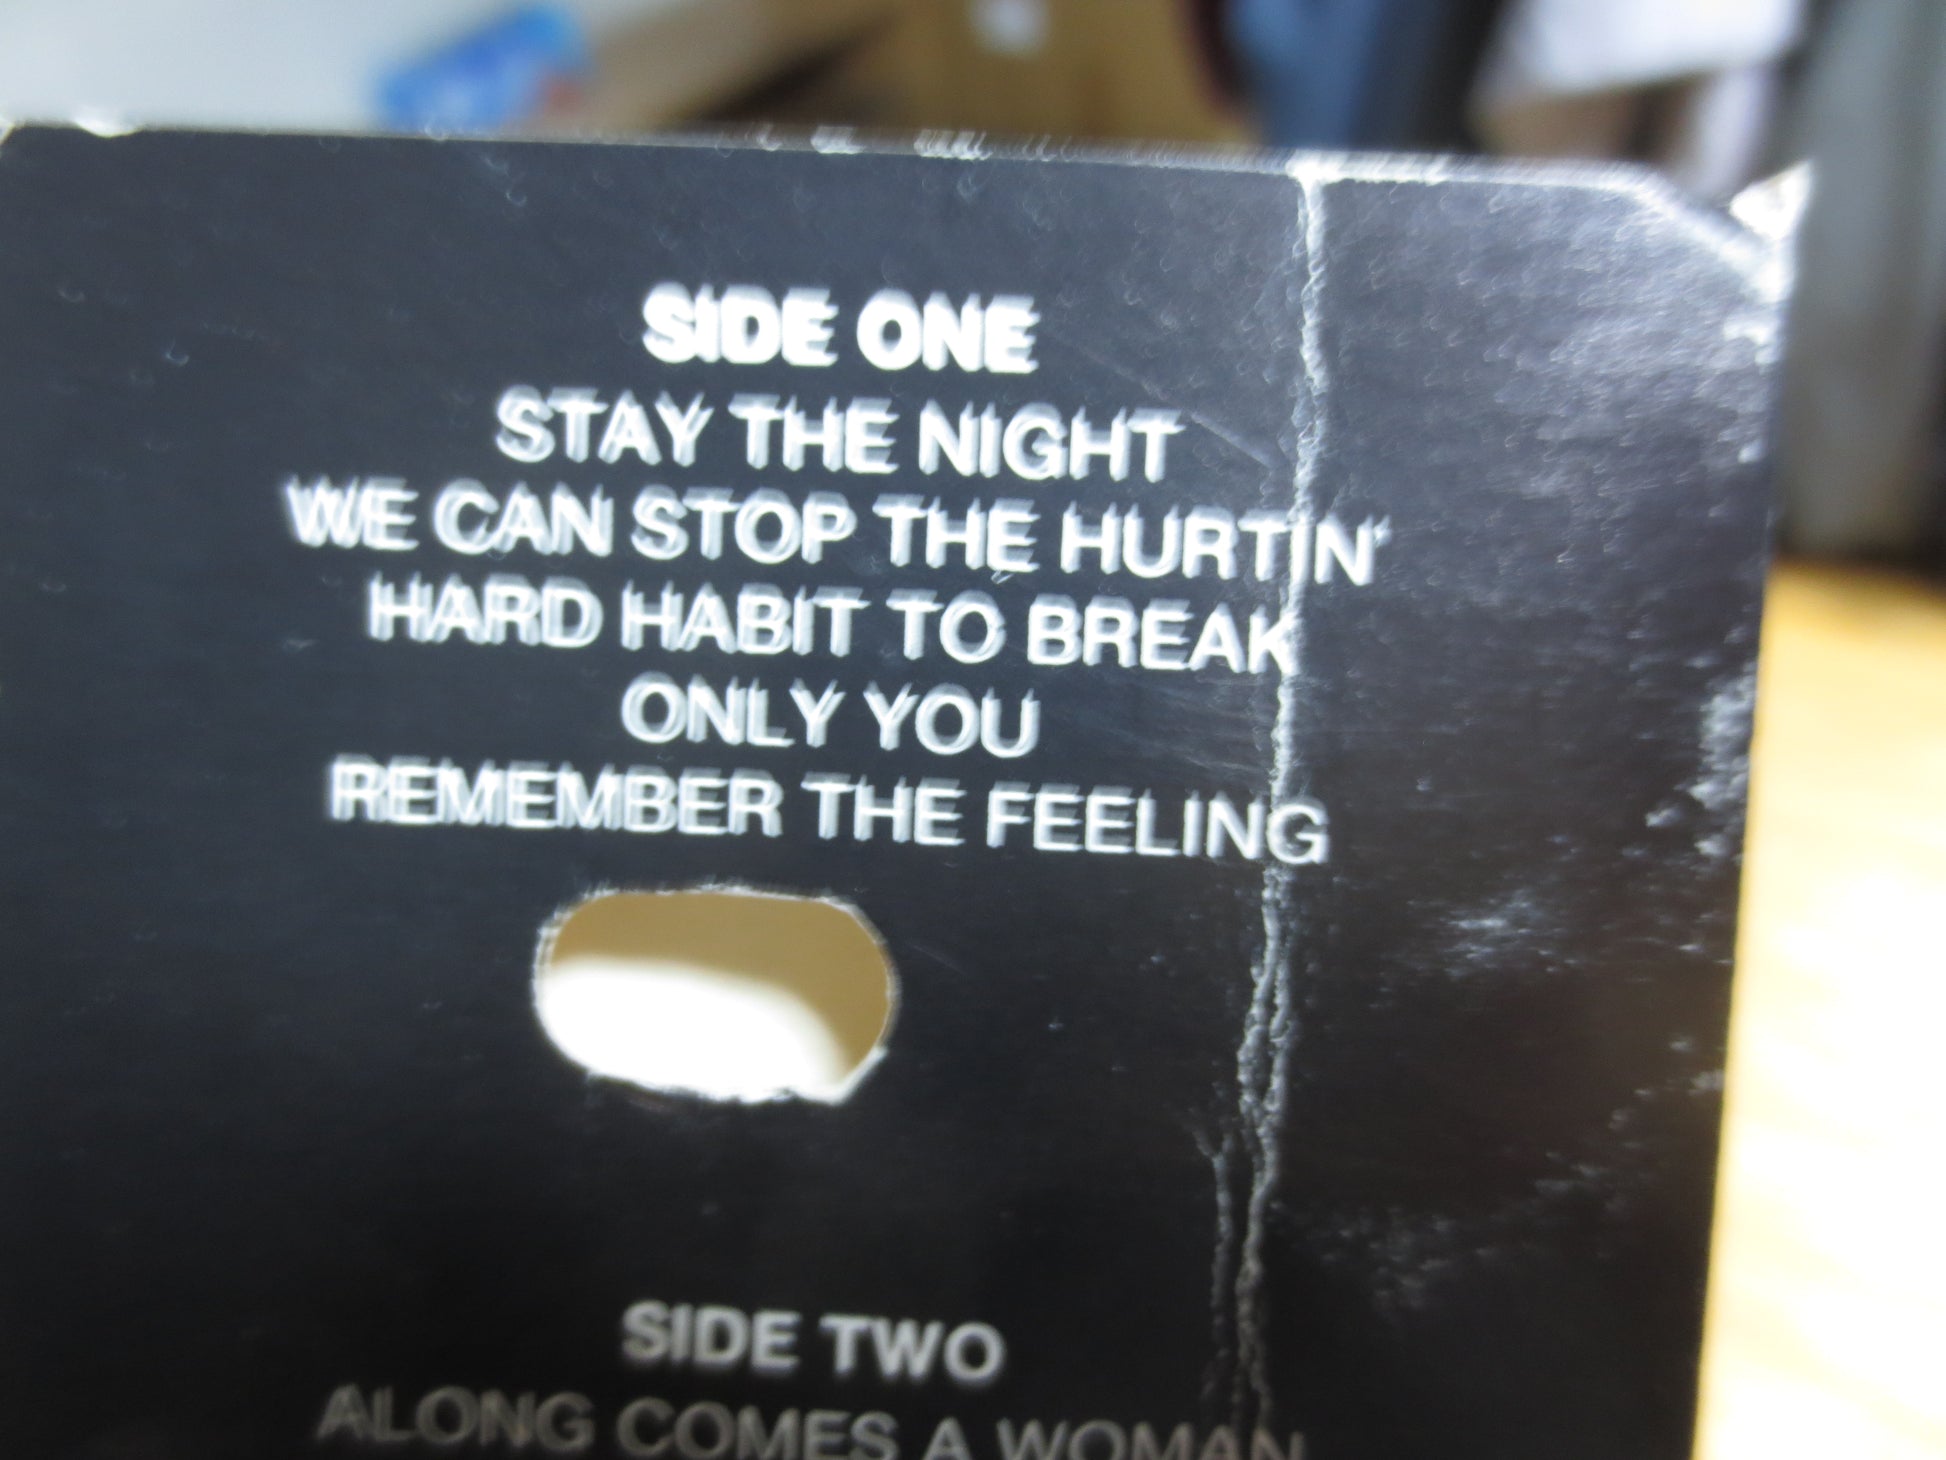 SIDE ONE
STAY THE NIGHT
WE CAN STOP THE HURTIN'
HARD HABIT TO BREAK
ONLY YOU
REMEMBER THE FEELING
SIDE TWO
ALONG COMES A WOMAN